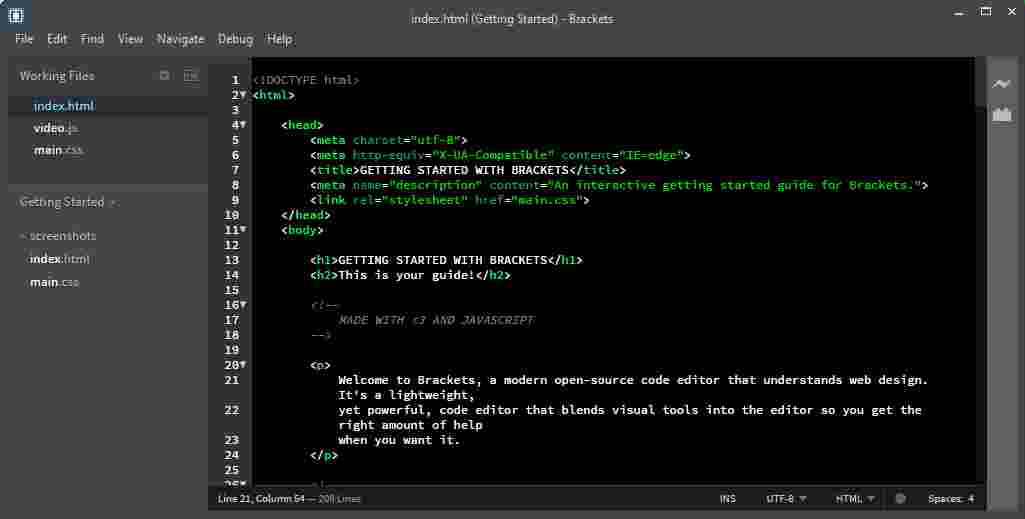 index.html (Getting Started) - Brackets
File Edit Find View Navigate Debug Help
Working Files
index.html
video.js
main.css
Getting Started
screenshots
index.html
main.css
1 <!DOCTYPE html>
2 <html>
3
4 <head>
5 <meta charset="utf-8">
6 <meta http-equiv="X-UA-Compatible" content="IE=edge">
7 <title>GETTING STARTED WITH BRACKETS</title>
8 <meta name="description" content="An interactive getting started guide for Brackets.">
9 <link rel="stylesheet" href="main.css">
10 </head>
11 <body>
12
13 <h1>GETTING STARTED WITH BRACKETS</h1>
14 <h2>This is your guide!</h2>
15
16 <!--
17 MADE WITH <3 AND JAVASCRIPT
18 -->
19
20 <p>
21 Welcome to Brackets, a modern open-source code editor that understands web design.
It's a lightweight,
22 yet powerful, code editor that blends visual tools into the editor so you get the
right amount of help
23 when you want it.
24 </p>
25
Line 21, Column 54 — 208 Lines
INS UTF-8 HTML Spaces: 4